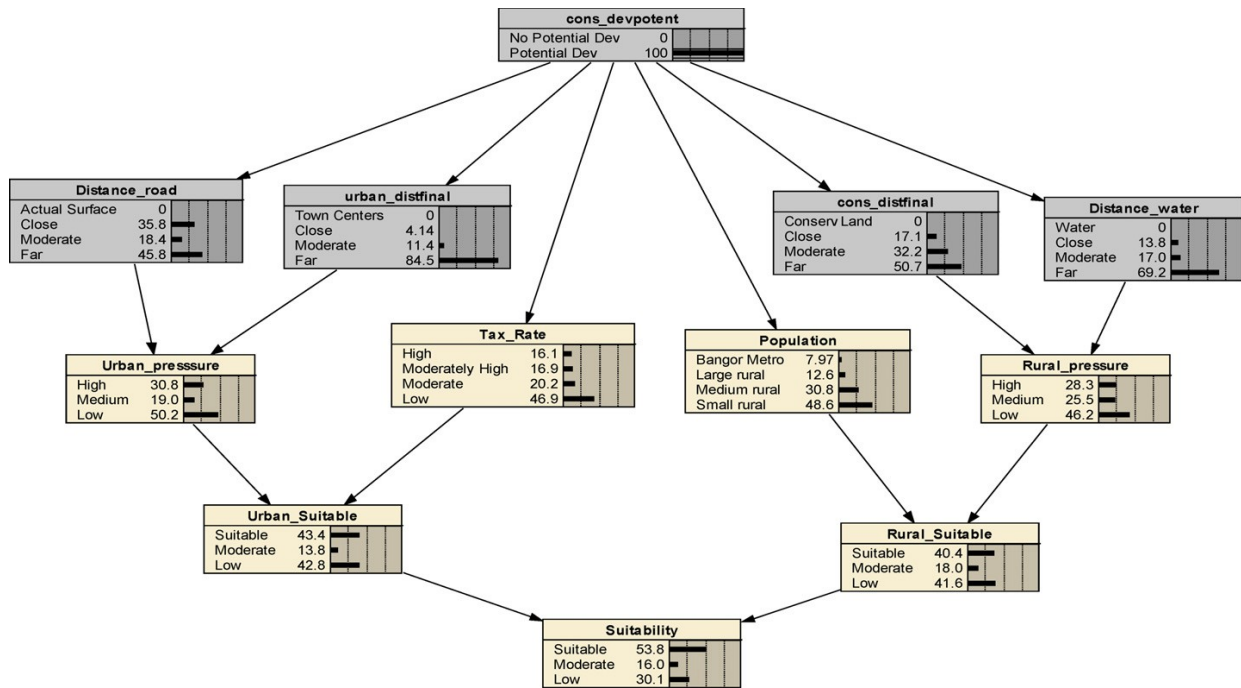 cons_devpotent
No Potential Dev 0
Potential Dev 100
Distance_road
Actual Surface 0
Close 35.8
Moderate 18.4
Far 45.8
urban_distfinal
Town Centers 0
Close 4.14
Moderate 11.4
Far 84.5
cons_distfinal
Conserv Land 0
Close 17.1
Moderate 32.2
Far 50.7
Distance_water
Water 0
Close 13.8
Moderate 17.0
Far 69.2
Urban_presssure
High 30.8
Medium 19.0
Low 50.2
Tax_Rate
High 16.1
Moderately High 16.9
Moderate 20.2
Low 46.9
Population
Bangor Metro 7.97
Large rural 12.6
Medium rural 30.8
Small rural 48.6
Rural_pressure
High 28.3
Medium 25.5
Low 46.2
Urban_Suitable
Suitable 43.4
Moderate 13.8
Low 42.8
Rural_Suitable
Suitable 40.4
Moderate 18.0
Low 41.6
Suitability
Suitable 53.8
Moderate 16.0
Low 30.1